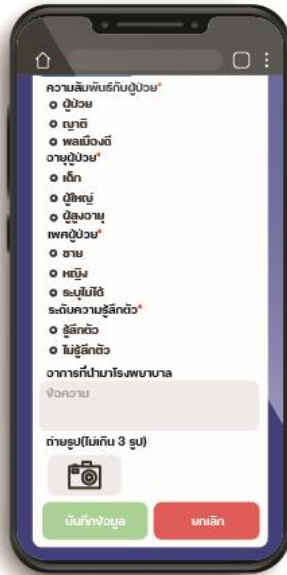 ความสัมพันธ์กับผู้ป่วย*
ผู้ป่วย
ญาติ
พลเมืองดี
อายุผู้ป่วย*
เด็ก
ผู้ใหญ่
ผู้สูงอายุ
เพศผู้ป่วย*
ชาย
หญิง
ระบุไม่ได้
ระดับความรู้สึกตัว*
รู้สึกตัว
ไม่รู้สึกตัว
อาการที่นำมาโรงพยาบาล
ข้อความ
ถ่ายรูป(ไม่เกิน 3 รูป)
บันทึกข้อมูล ยกเลิก